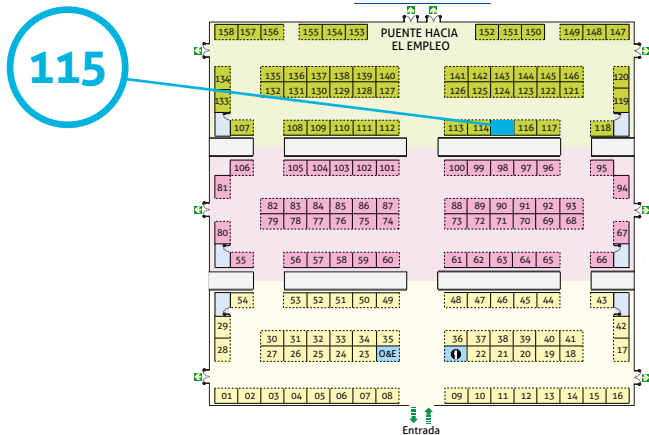 158 157 156 155 154 153 152 151 150 149 148 147
PUENTE HACIA
EL EMPLEO
115
134 135 136 137 138 139 140 141 142 143 144 145 146 120
133 132 131 130 129 128 127 126 125 124 123 122 121 119
107 108 109 110 111 112 113 114 116 117 118
106 105 104 103 102 101 100 99 98 97 96 95
81 94
82 83 84 85 86 87 88 89 90 91 92 93
79 78 77 76 75 74 73 72 71 70 69 68
80 67
55 56 57 58 59 60 61 62 63 64 65 66
54 53 52 51 50 49 48 47 46 45 44 43
29 42
30 31 32 33 34 35 36 37 38 39 40 41
28 27 26 25 24 23 O&E 22 21 20 19 18 17
01 02 03 04 05 06 07 08 09 10 11 12 13 14 15 16
Entrada